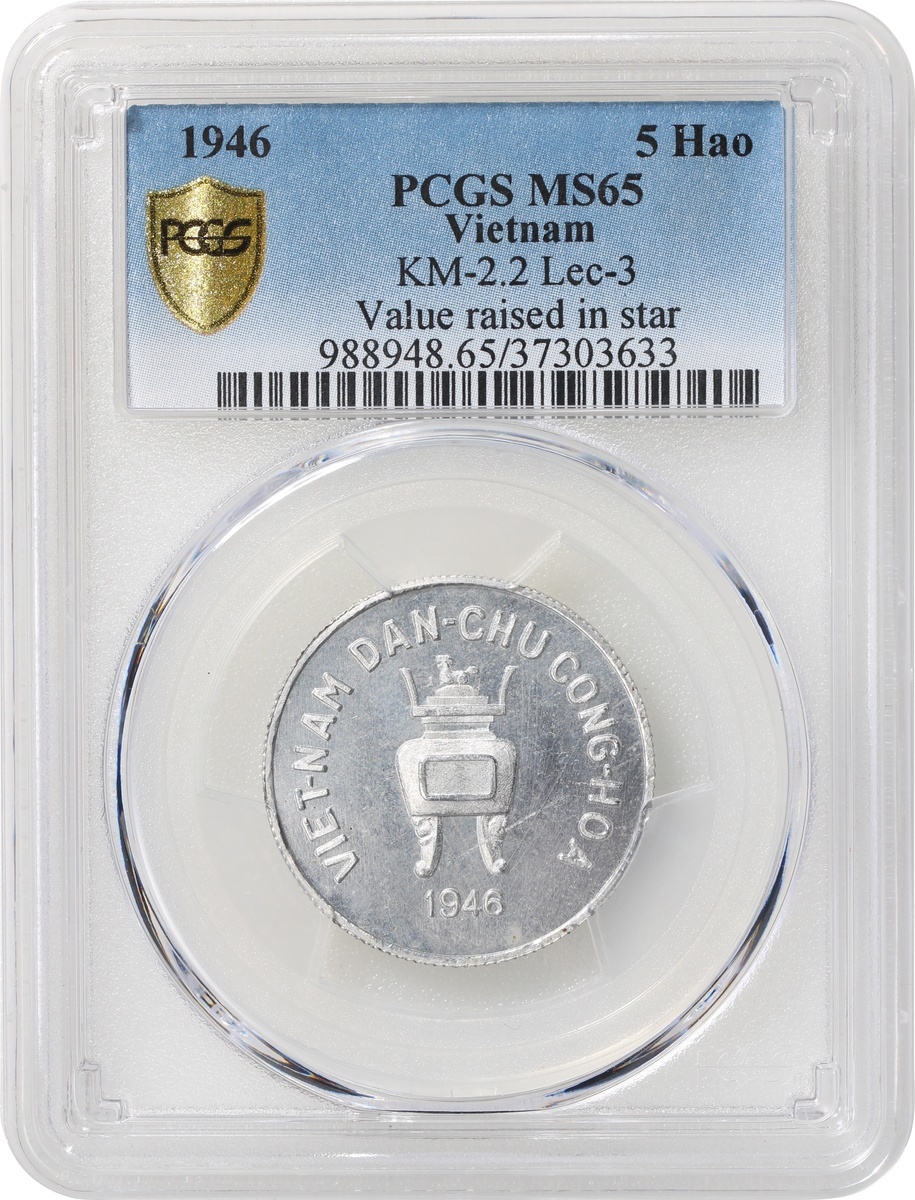 1946 5 Hao
PCGS MS65
PCGS
Vietnam
KM-2.2 Lec-3
Value raised in star
988948.65/37303633
VIET-NAM DAN-CHU CONG-HOA
1946